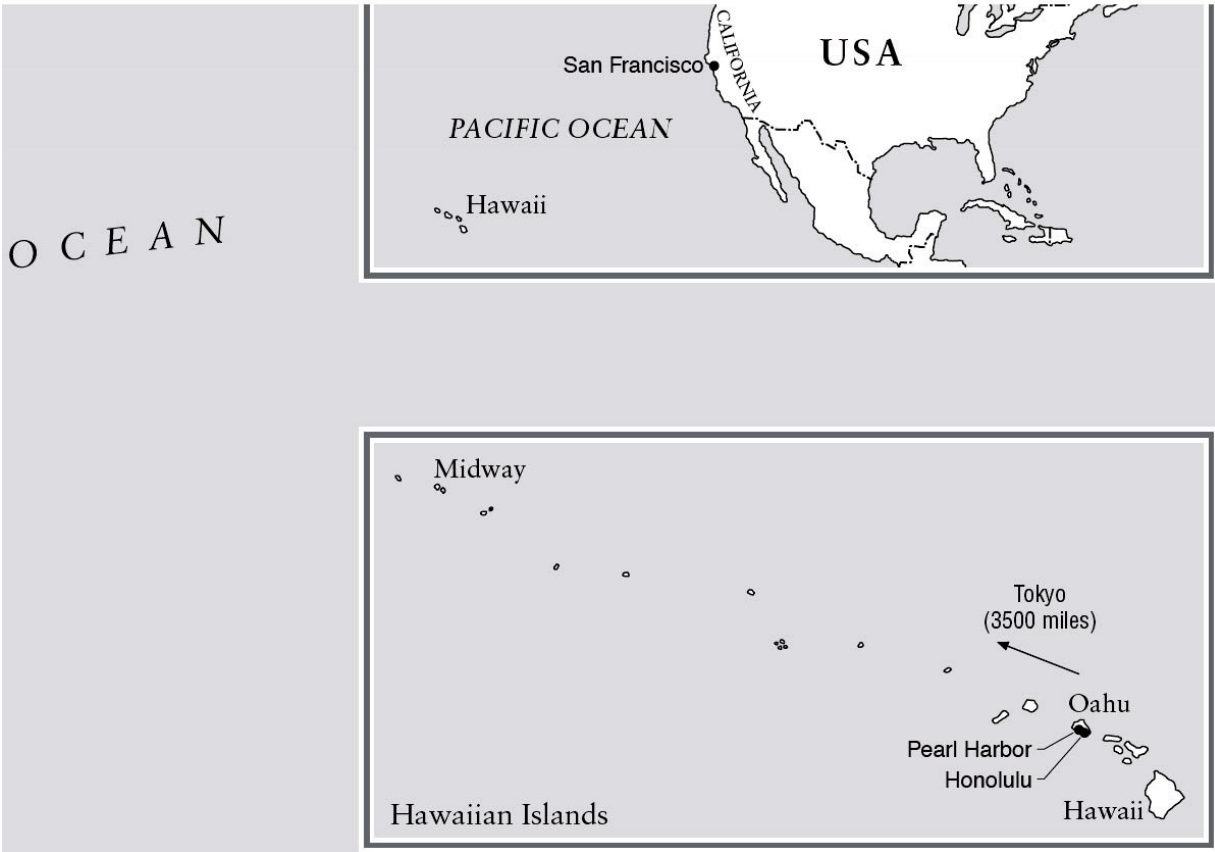 San Francisco
CALIFORNIA
USA
PACIFIC OCEAN
Hawaii
OCEAN
Midway
Tokyo
(3500 miles)
Oahu
Pearl Harbor
Honolulu
Hawaii
Hawaiian Islands